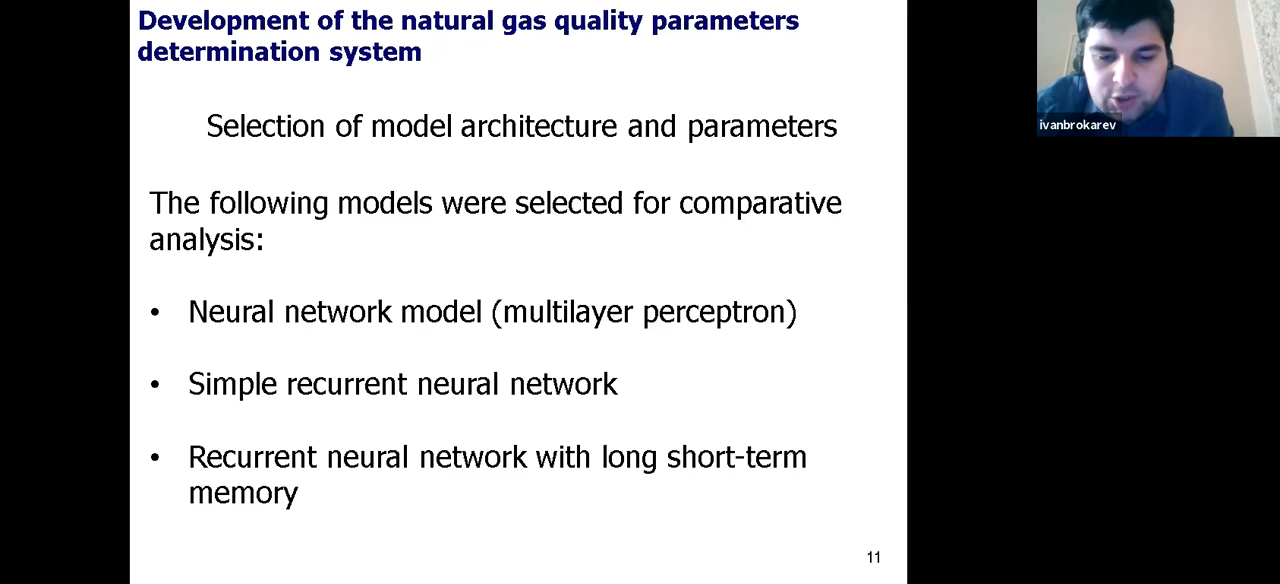 Development of the natural gas quality parameters
determination system
ivanbrokarev
Selection of model architecture and parameters
The following models were selected for comparative
analysis:
• Neural network model (multilayer perceptron)
• Simple recurrent neural network
• Recurrent neural network with long short-term
memory
11